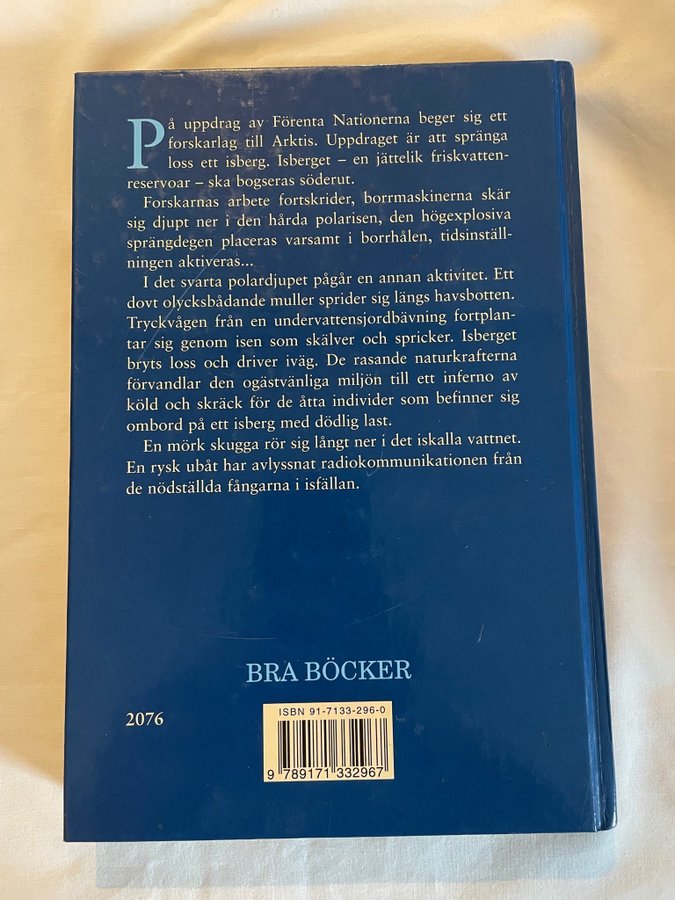 På uppdrag av Förenta Nationerna beger sig ett
forskarlag till Arktis. Uppdraget är att spränga
loss ett isberg. Isberget – en jättelik friskvatten-
reservoar – ska bogseras söderut.
Forskarnas arbete fortskrider, borrmaskinerna skär
sig djupt ner i den hårda polarisen, den högexplosiva
sprängdegen placeras varsamt i borrhålen, tidsinställ-
ningen aktiveras...
I det svarta polardjupet pågår en annan aktivitet. Ett
dovt olycksbådande muller sprider sig längs havsbotten.
Tryckvågen från en undervattensjordbävning fortplan-
tar sig genom isen som skälver och spricker. Isberget
bryts loss och driver iväg. De rasande naturkrafterna
förvandlar den ogästvänliga miljön till ett inferno av
köld och skräck för de åtta individer som befinner sig
ombord på ett isberg med dödlig last.
En mörk skugga rör sig långt ner i det iskalla vattnet.
En rysk ubåt har avlyssnat radiokommunikationen från
de nödställda fångarna i isfällan.
BRA BÖCKER
2076
ISBN 91-7133-296-0
9 789171 332967